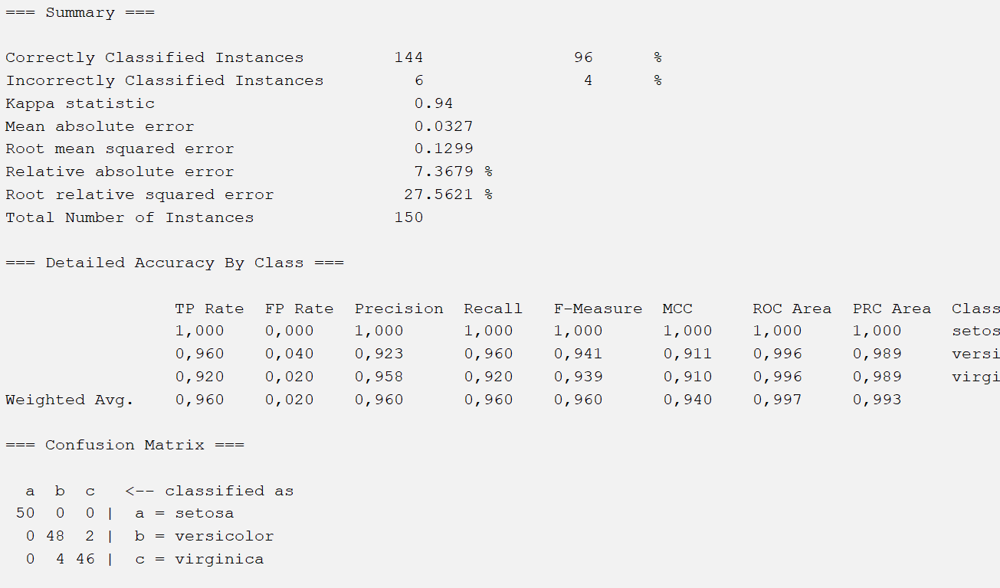 === Summary ===
Correctly Classified Instances 144 96 %
Incorrectly Classified Instances 6 4 %
Kappa statistic 0.94
Mean absolute error 0.0327
Root mean squared error 0.1299
Relative absolute error 7.3679 %
Root relative squared error 27.5621 %
Total Number of Instances 150
=== Detailed Accuracy By Class ===
TP Rate FP Rate Precision Recall F-Measure MCC ROC Area PRC Area Class
1,000 0,000 1,000 1,000 1,000 1,000 1,000 1,000 setos
0,960 0,040 0,923 0,960 0,941 0,911 0,996 0,989 versi
0,920 0,020 0,958 0,920 0,939 0,910 0,996 0,989 virgi
Weighted Avg. 0,960 0,020 0,960 0,960 0,960 0,940 0,997 0,993
=== Confusion Matrix ===
a b c <-- classified as
50 0 0 | a = setosa
0 48 2 | b = versicolor
0 4 46 | c = virginica